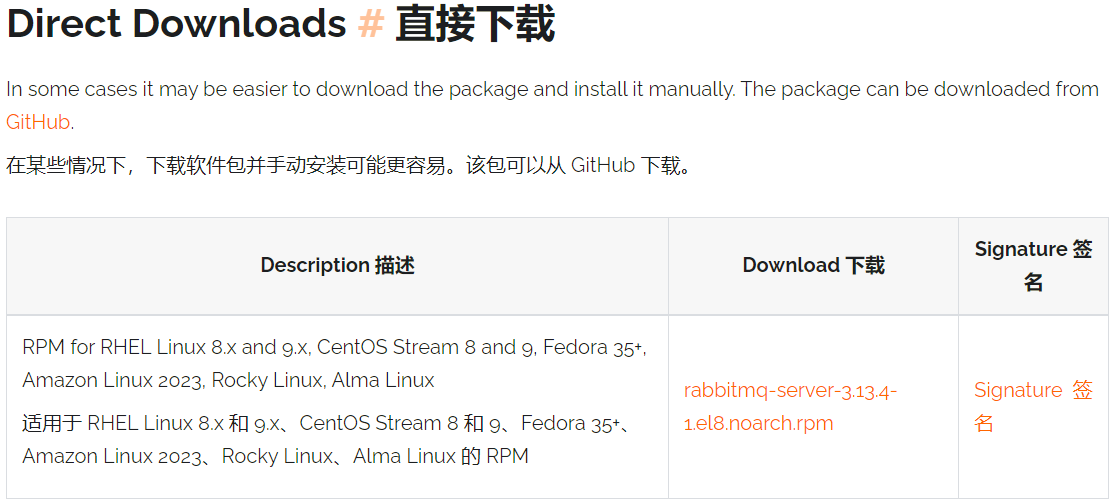 Direct Downloads # 直接下载
In some cases it may be easier to download the package and install it manually. The package can be downloaded from
GitHub.
在某些情况下，下载软件包并手动安装可能更容易。该包可以从 GitHub 下载。
Description 描述
Download 下载
Signature 签
名
RPM for RHEL Linux 8.x and 9.x, CentOS Stream 8 and 9, Fedora 35+,
Amazon Linux 2023, Rocky Linux, Alma Linux
适用于 RHEL Linux 8.x 和 9.x、CentOS Stream 8 和 9、Fedora 35+、
Amazon Linux 2023、Rocky Linux、Alma Linux 的 RPM
rabbitmq-server-3.13.4-
1.el8.noarch.rpm
Signature 签
名